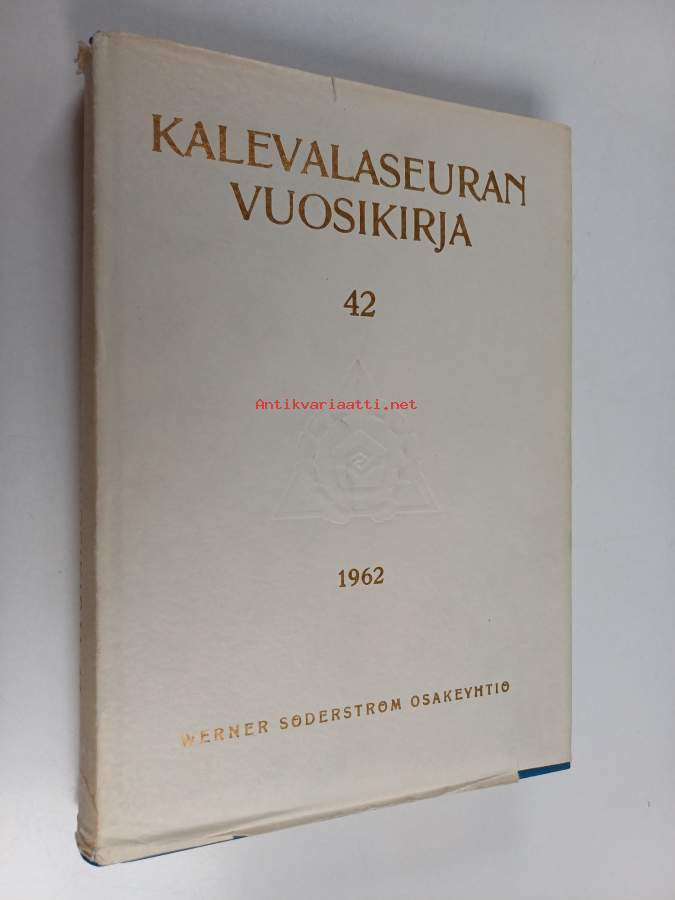 KALEVALASEURAN
VUOSIKIRJA
42
Antikvariaatti.net
1962
WERNER SÖDERSTRÖM OSAKEYHTIÖ